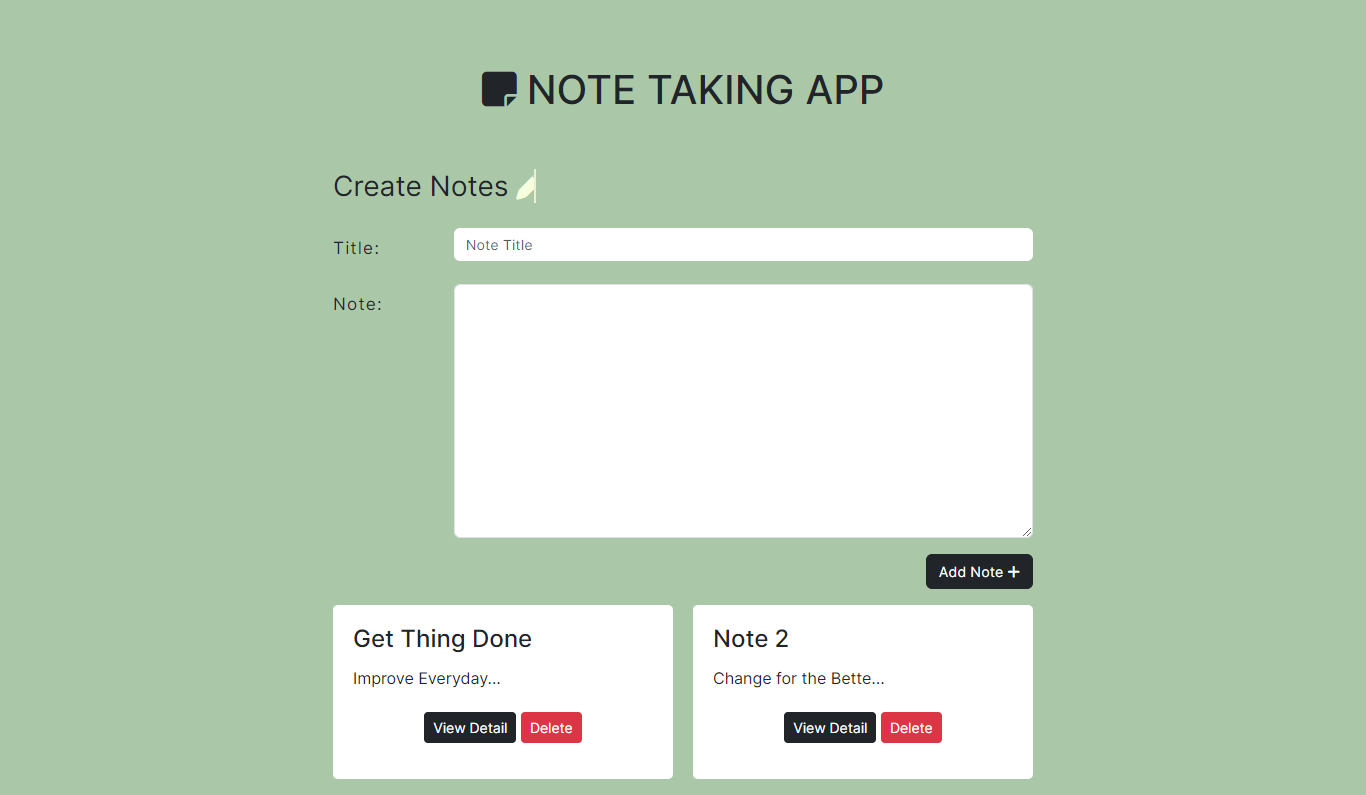 NOTE TAKING APP
Create Notes
Title:
Note Title
Note:
Add Note +
Get Thing Done
Note 2
Improve Everyday...
Change for the Bette...
View Detail Delete
View Detail Delete